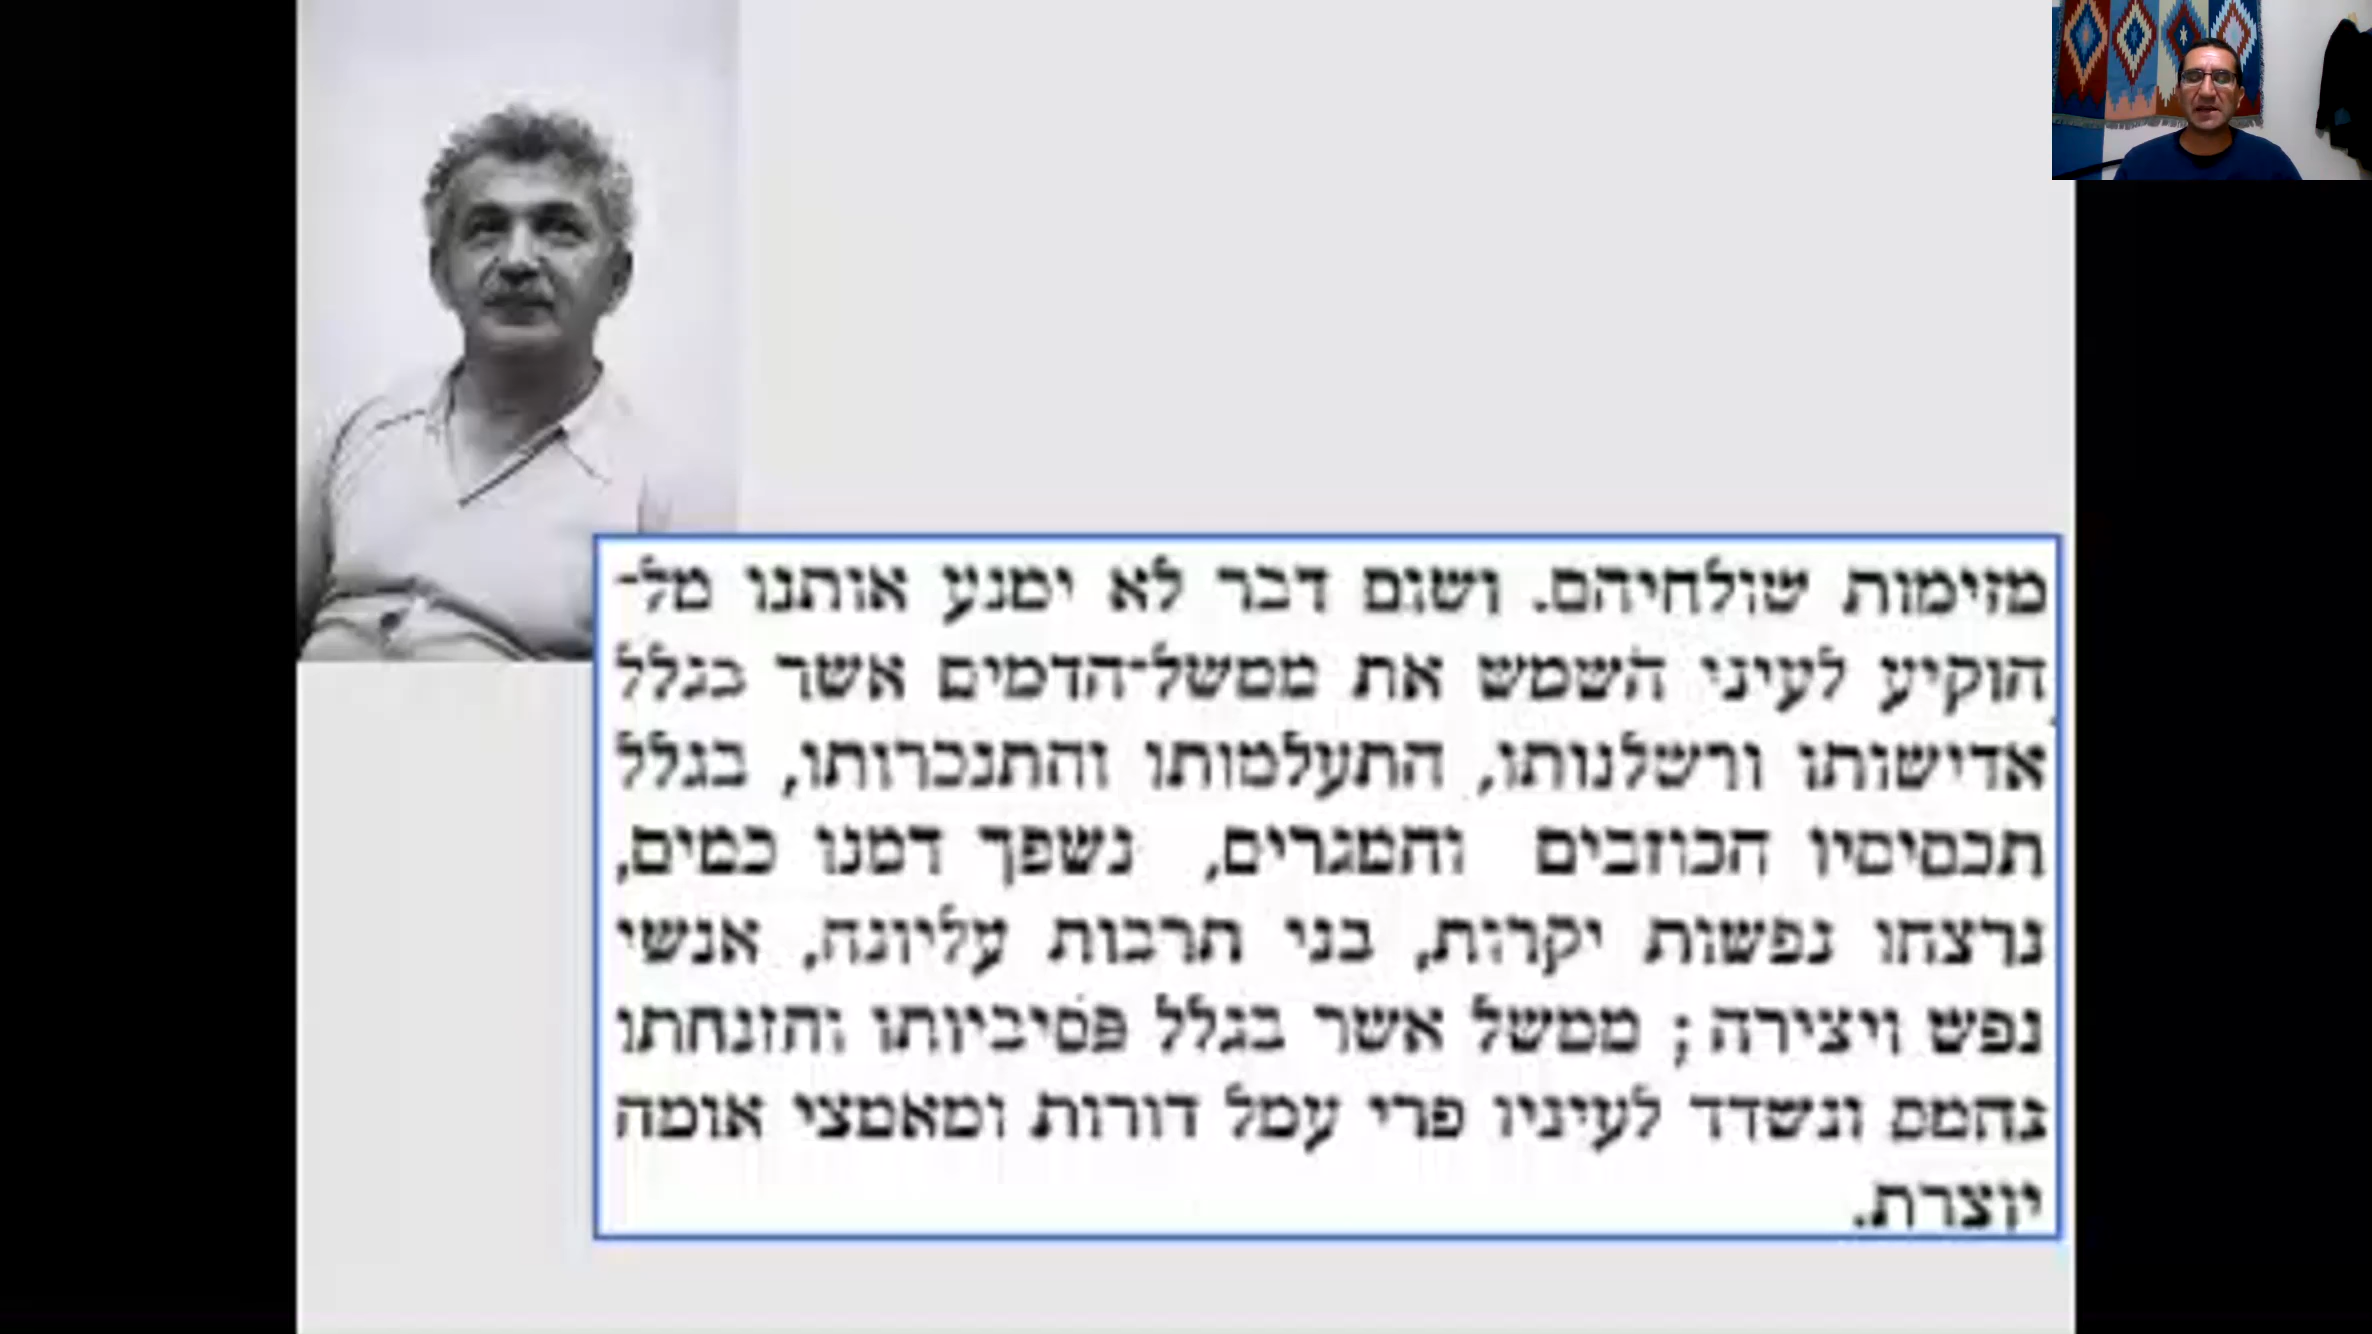 מזימות שולחיהם. ושום דבר לא ימנע אותנו מל-
הוקיע לעיני השמש את ממשל-הדמים אשר בגלל
אדישותו ורשלנותו, התעלמותו והתנכרותו, בגלל
תכסיסיו הכוזבים והמגרים, נשפך דמנו כמים,
נרצחו נפשות יקרות, בני תרבות עליונה, אנשי
נפש ויצירה; ממשל אשר בגלל פסיביותו והזנחתו
נחמס ונשדד לעיניו פרי עמל דורות ומאמצי אומה
יוצרת.